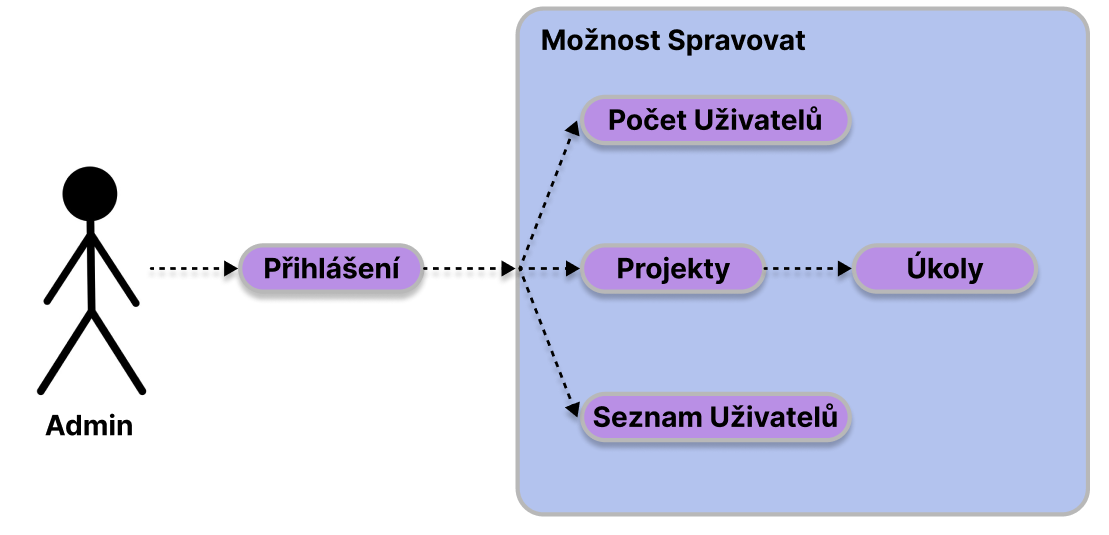 Možnost Spravovat
Počet Uživatelů
Přihlášení
Projekty
Úkoly
Seznam Uživatelů
Admin